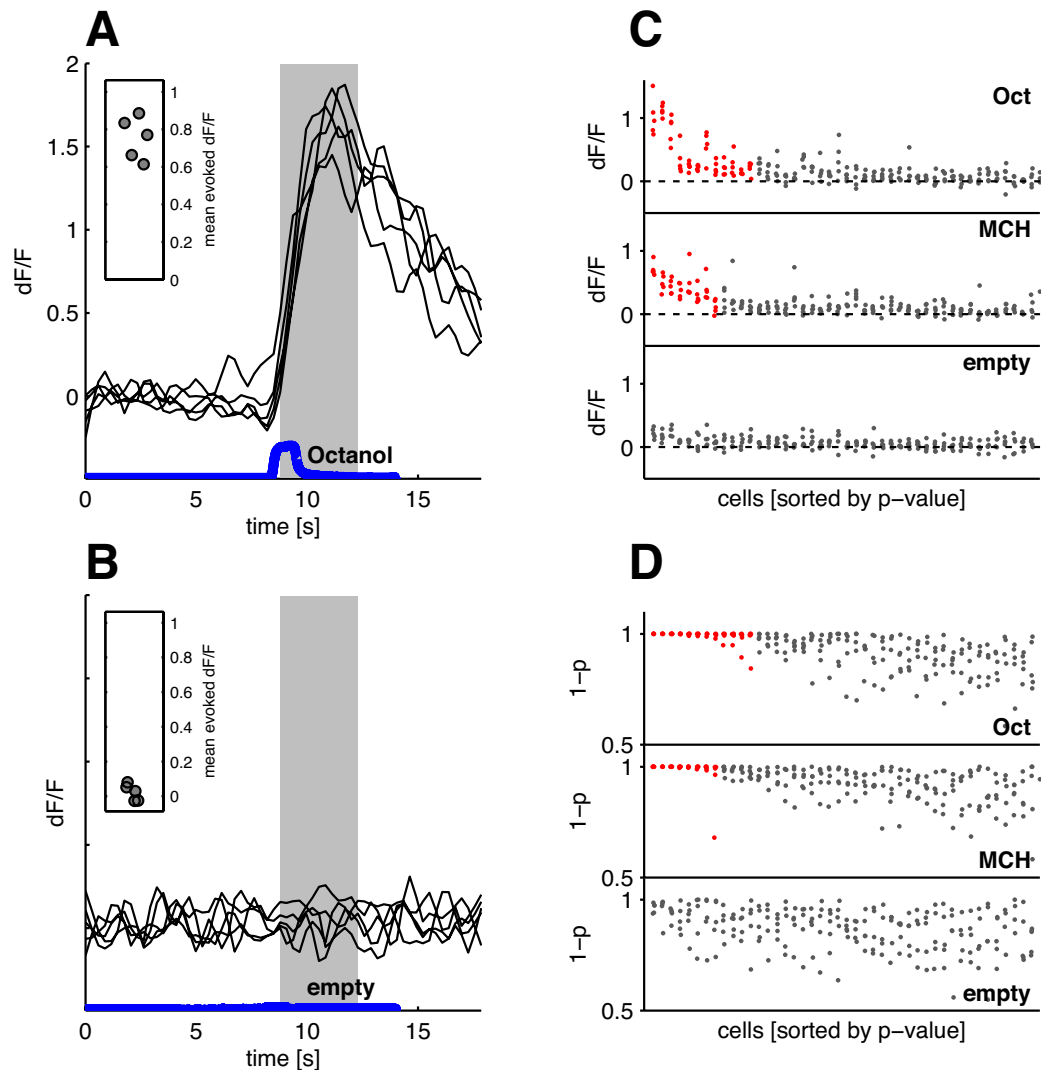 A
2
1.5
1
0.5
0
dF/F
1
0.8
0.6
0.4
0.2
0
mean evoked dF/F
Octanol
0
5
10
15
time [s]
B
dF/F
1
0.8
0.6
0.4
0.2
0
mean evoked dF/F
empty
0
5
10
15
time [s]
C
Oct
1
0
dF/F
MCH
1
0
dF/F
empty
1
0
dF/F
cells [sorted by p−value]
D
1
1−p
Oct
0.5
1
1−p
MCH
0.5
1
1−p
empty
0.5
cells [sorted by p−value]